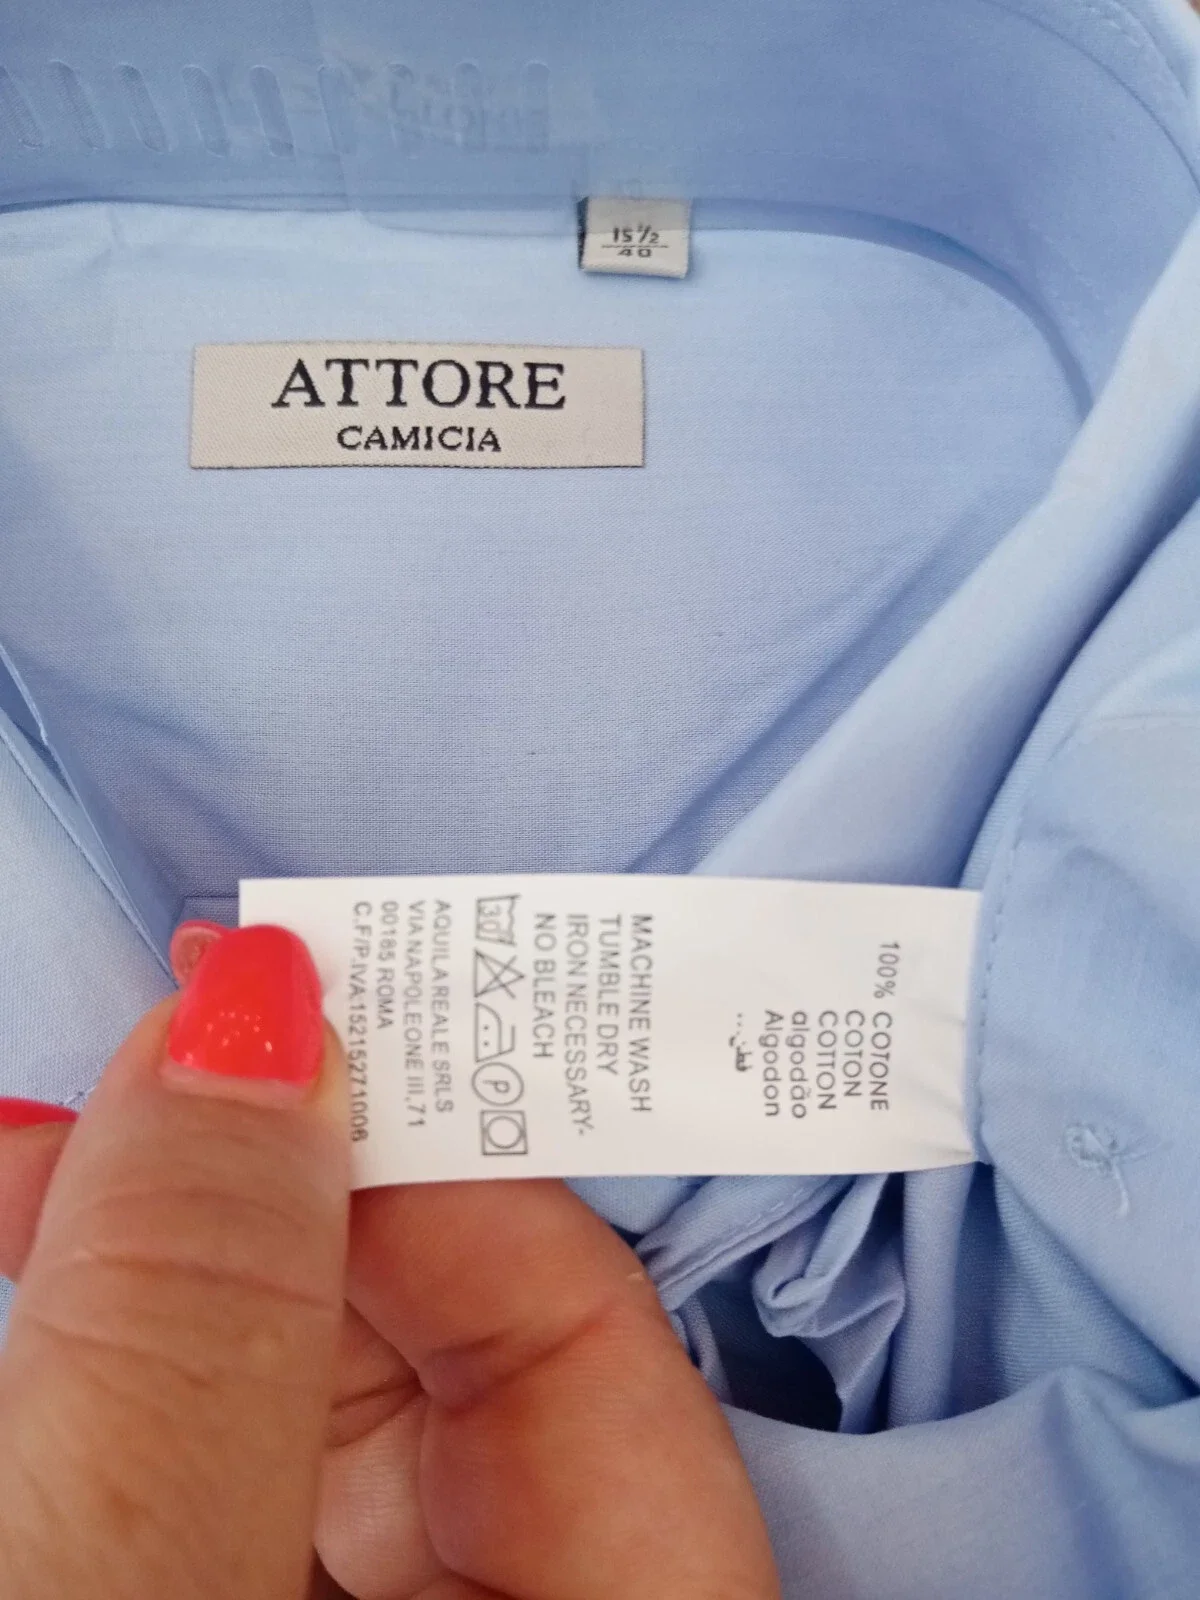 15½
40
ATTORE
CAMICIA
100% COTONE
COTON
COTTON
algodão
Algodon
قطن
MACHINE WASH
TUMBLE DRY
IRON NECESSARY-
NO BLEACH
30
P
AQUILA REALE SRLS
VIA NAPOLEONE III,71
00185 ROMA
C.F/P.IVA:15215271006